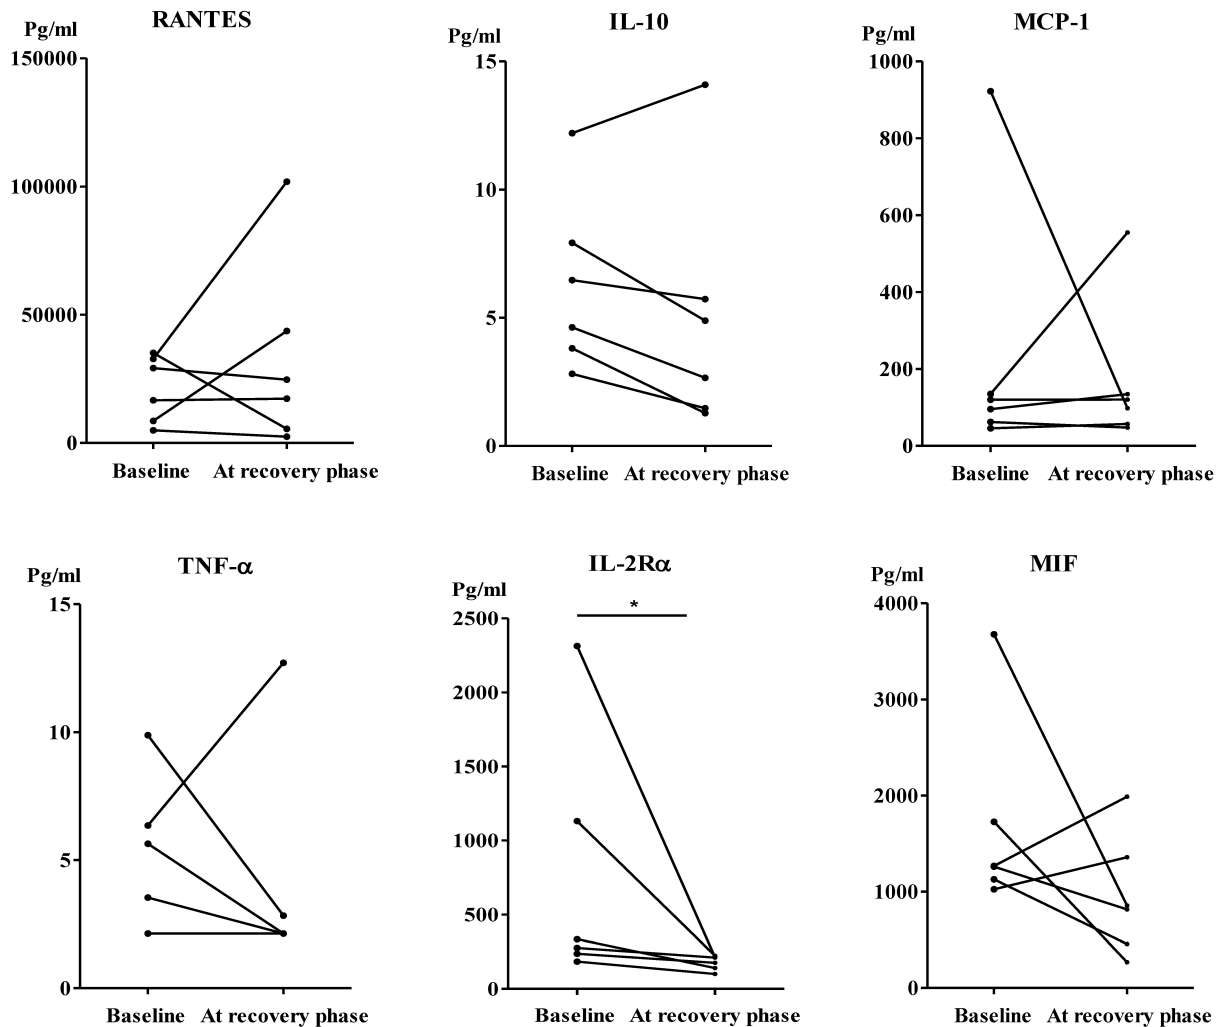 RANTES
Pg/ml
150000
100000
50000
0
Baseline At recovery phase
IL-10
Pg/ml
15
10
5
0
Baseline At recovery phase
MCP-1
Pg/ml
1000
800
600
400
200
0
Baseline At recovery phase
TNF-α
Pg/ml
15
10
5
0
Baseline At recovery phase
IL-2Rα
Pg/ml
*
2500
2000
1500
1000
500
0
Baseline At recovery phase
MIF
Pg/ml
4000
3000
2000
1000
0
Baseline At recovery phase